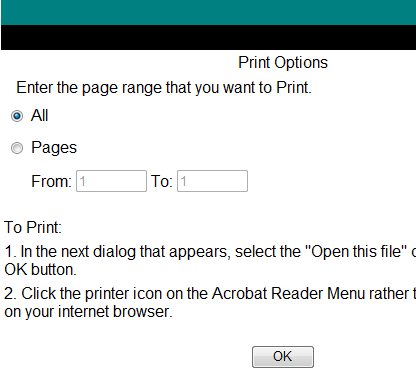 Print Options
Enter the page range that you want to Print.
All
Pages
From: 1 To: 1
To Print:
1. In the next dialog that appears, select the "Open this file"
OK button.
2. Click the printer icon on the Acrobat Reader Menu rather
on your internet browser.
OK